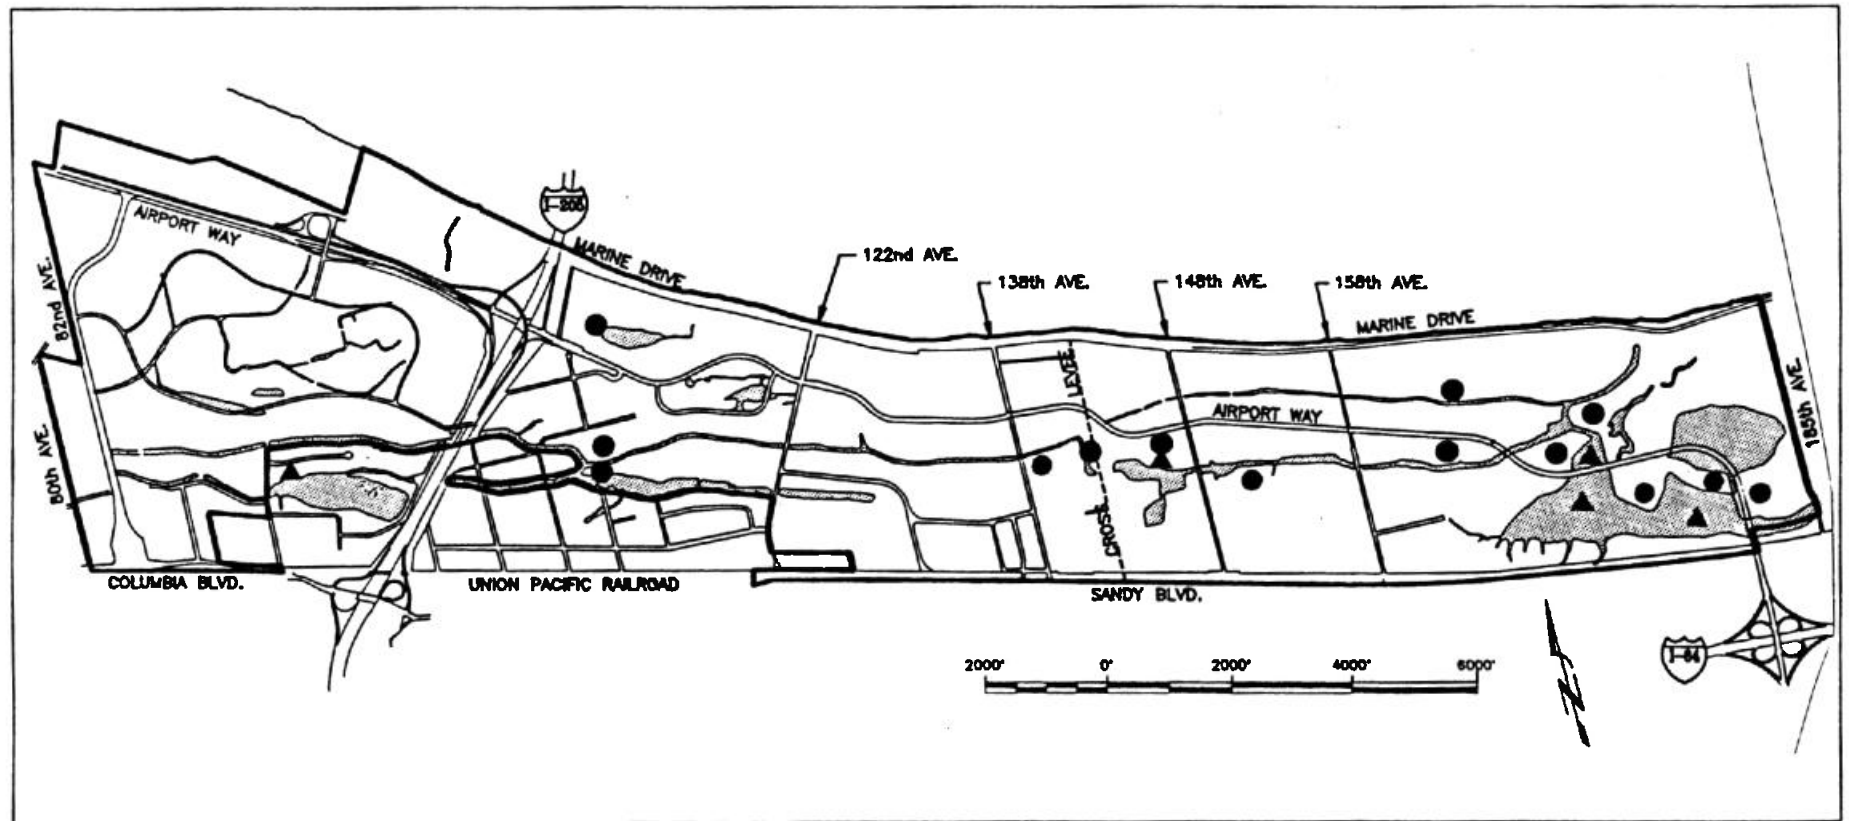 I-205
AIRPORT WAY
MARINE DRIVE
122nd AVE.
138th AVE.
148th AVE.
158th AVE.
MARINE DRIVE
82nd AVE.
80th AVE.
185th AVE.
LEVEE
CROSS
AIRPORT WAY
COLUMBIA BLVD.
UNION PACIFIC RAILROAD
SANDY BLVD.
2000' 0' 2000' 4000' 6000'
I-84